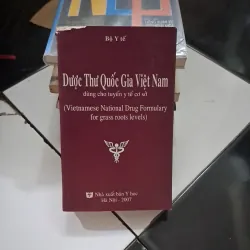 Bộ Y tế
Dược Thư Quốc Gia Việt Nam
dùng cho tuyến y tế cơ sở
(Vietnamese National Drug Formulary
for grass roots levels)
Nhà xuất bản Y học
Hà Nội - 2007